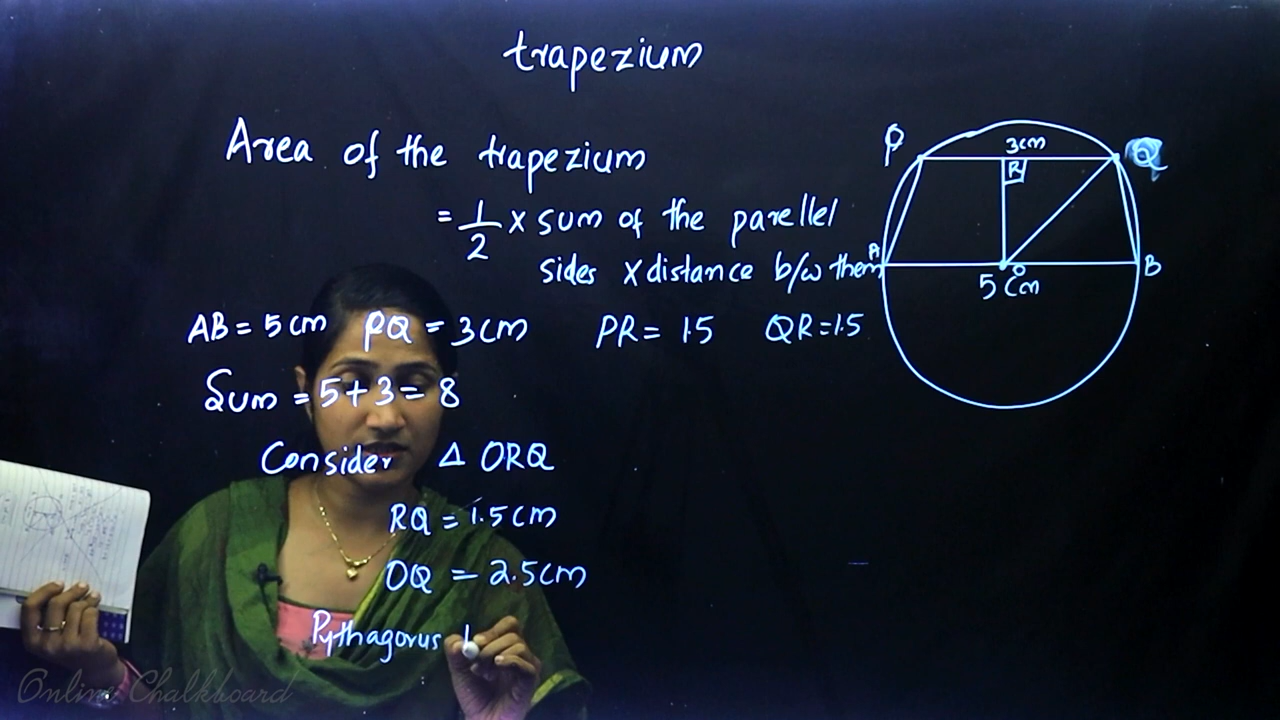 trapezium
Area of the trapezium
= 1/2 x sum of the parellel
sides x distance b/w them
AB = 5cm PQ = 3cm PR = 1.5 QR = 1.5
Sum = 5 + 3 = 8
Consider Δ ORQ
RQ = 1.5cm
OQ = 2.5cm
Pythagorus
P 3cm Q
R
A O B
5 cm
Online Chalkboard